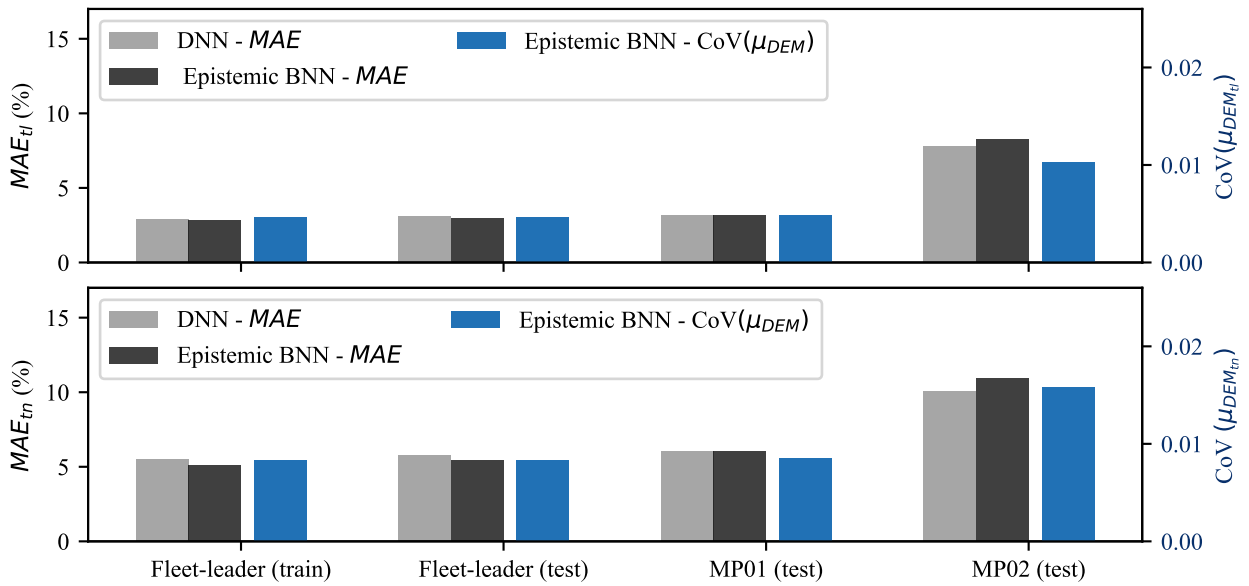 DNN - MAE
Epistemic BNN - CoV(μ_DEM)
Epistemic BNN - MAE
MAE_tl (%)
15
10
5
0
0.02
0.01
0.00
CoV(μ_DEM_tl)
DNN - MAE
Epistemic BNN - CoV(μ_DEM)
Epistemic BNN - MAE
MAE_tn (%)
15
10
5
0
0.02
0.01
0.00
CoV (μ_DEM_tn)
Fleet-leader (train)
Fleet-leader (test)
MP01 (test)
MP02 (test)